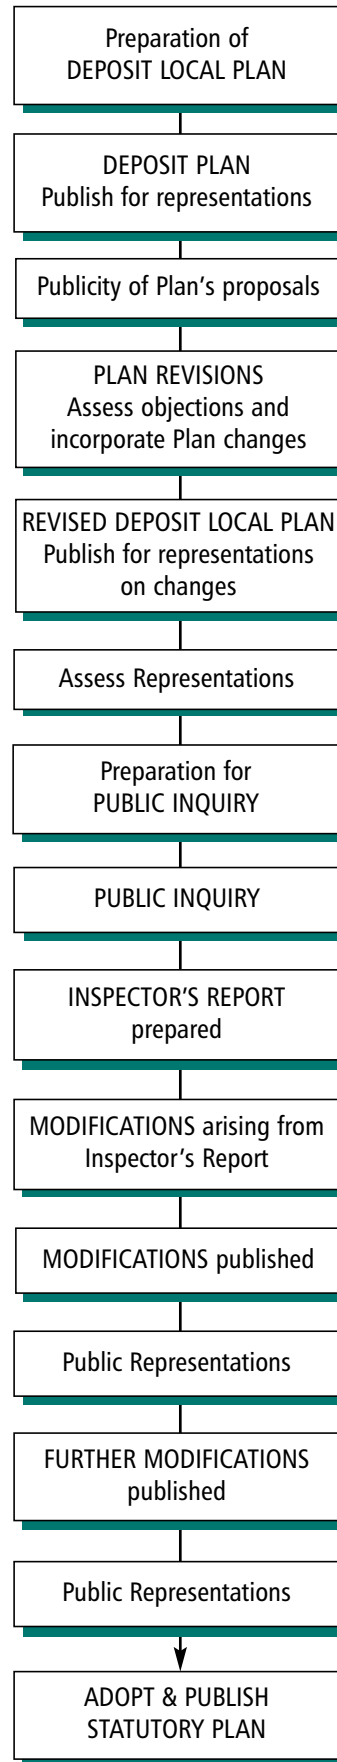 Preparation of
DEPOSIT LOCAL PLAN
DEPOSIT PLAN
Publish for representations
Publicity of Plan’s proposals
PLAN REVISIONS
Assess objections and
incorporate Plan changes
REVISED DEPOSIT LOCAL PLAN
Publish for representations
on changes
Assess Representations
Preparation for
PUBLIC INQUIRY
PUBLIC INQUIRY
INSPECTOR’S REPORT
prepared
MODIFICATIONS arising from
Inspector’s Report
MODIFICATIONS published
Public Representations
FURTHER MODIFICATIONS
published
Public Representations
ADOPT & PUBLISH
STATUTORY PLAN